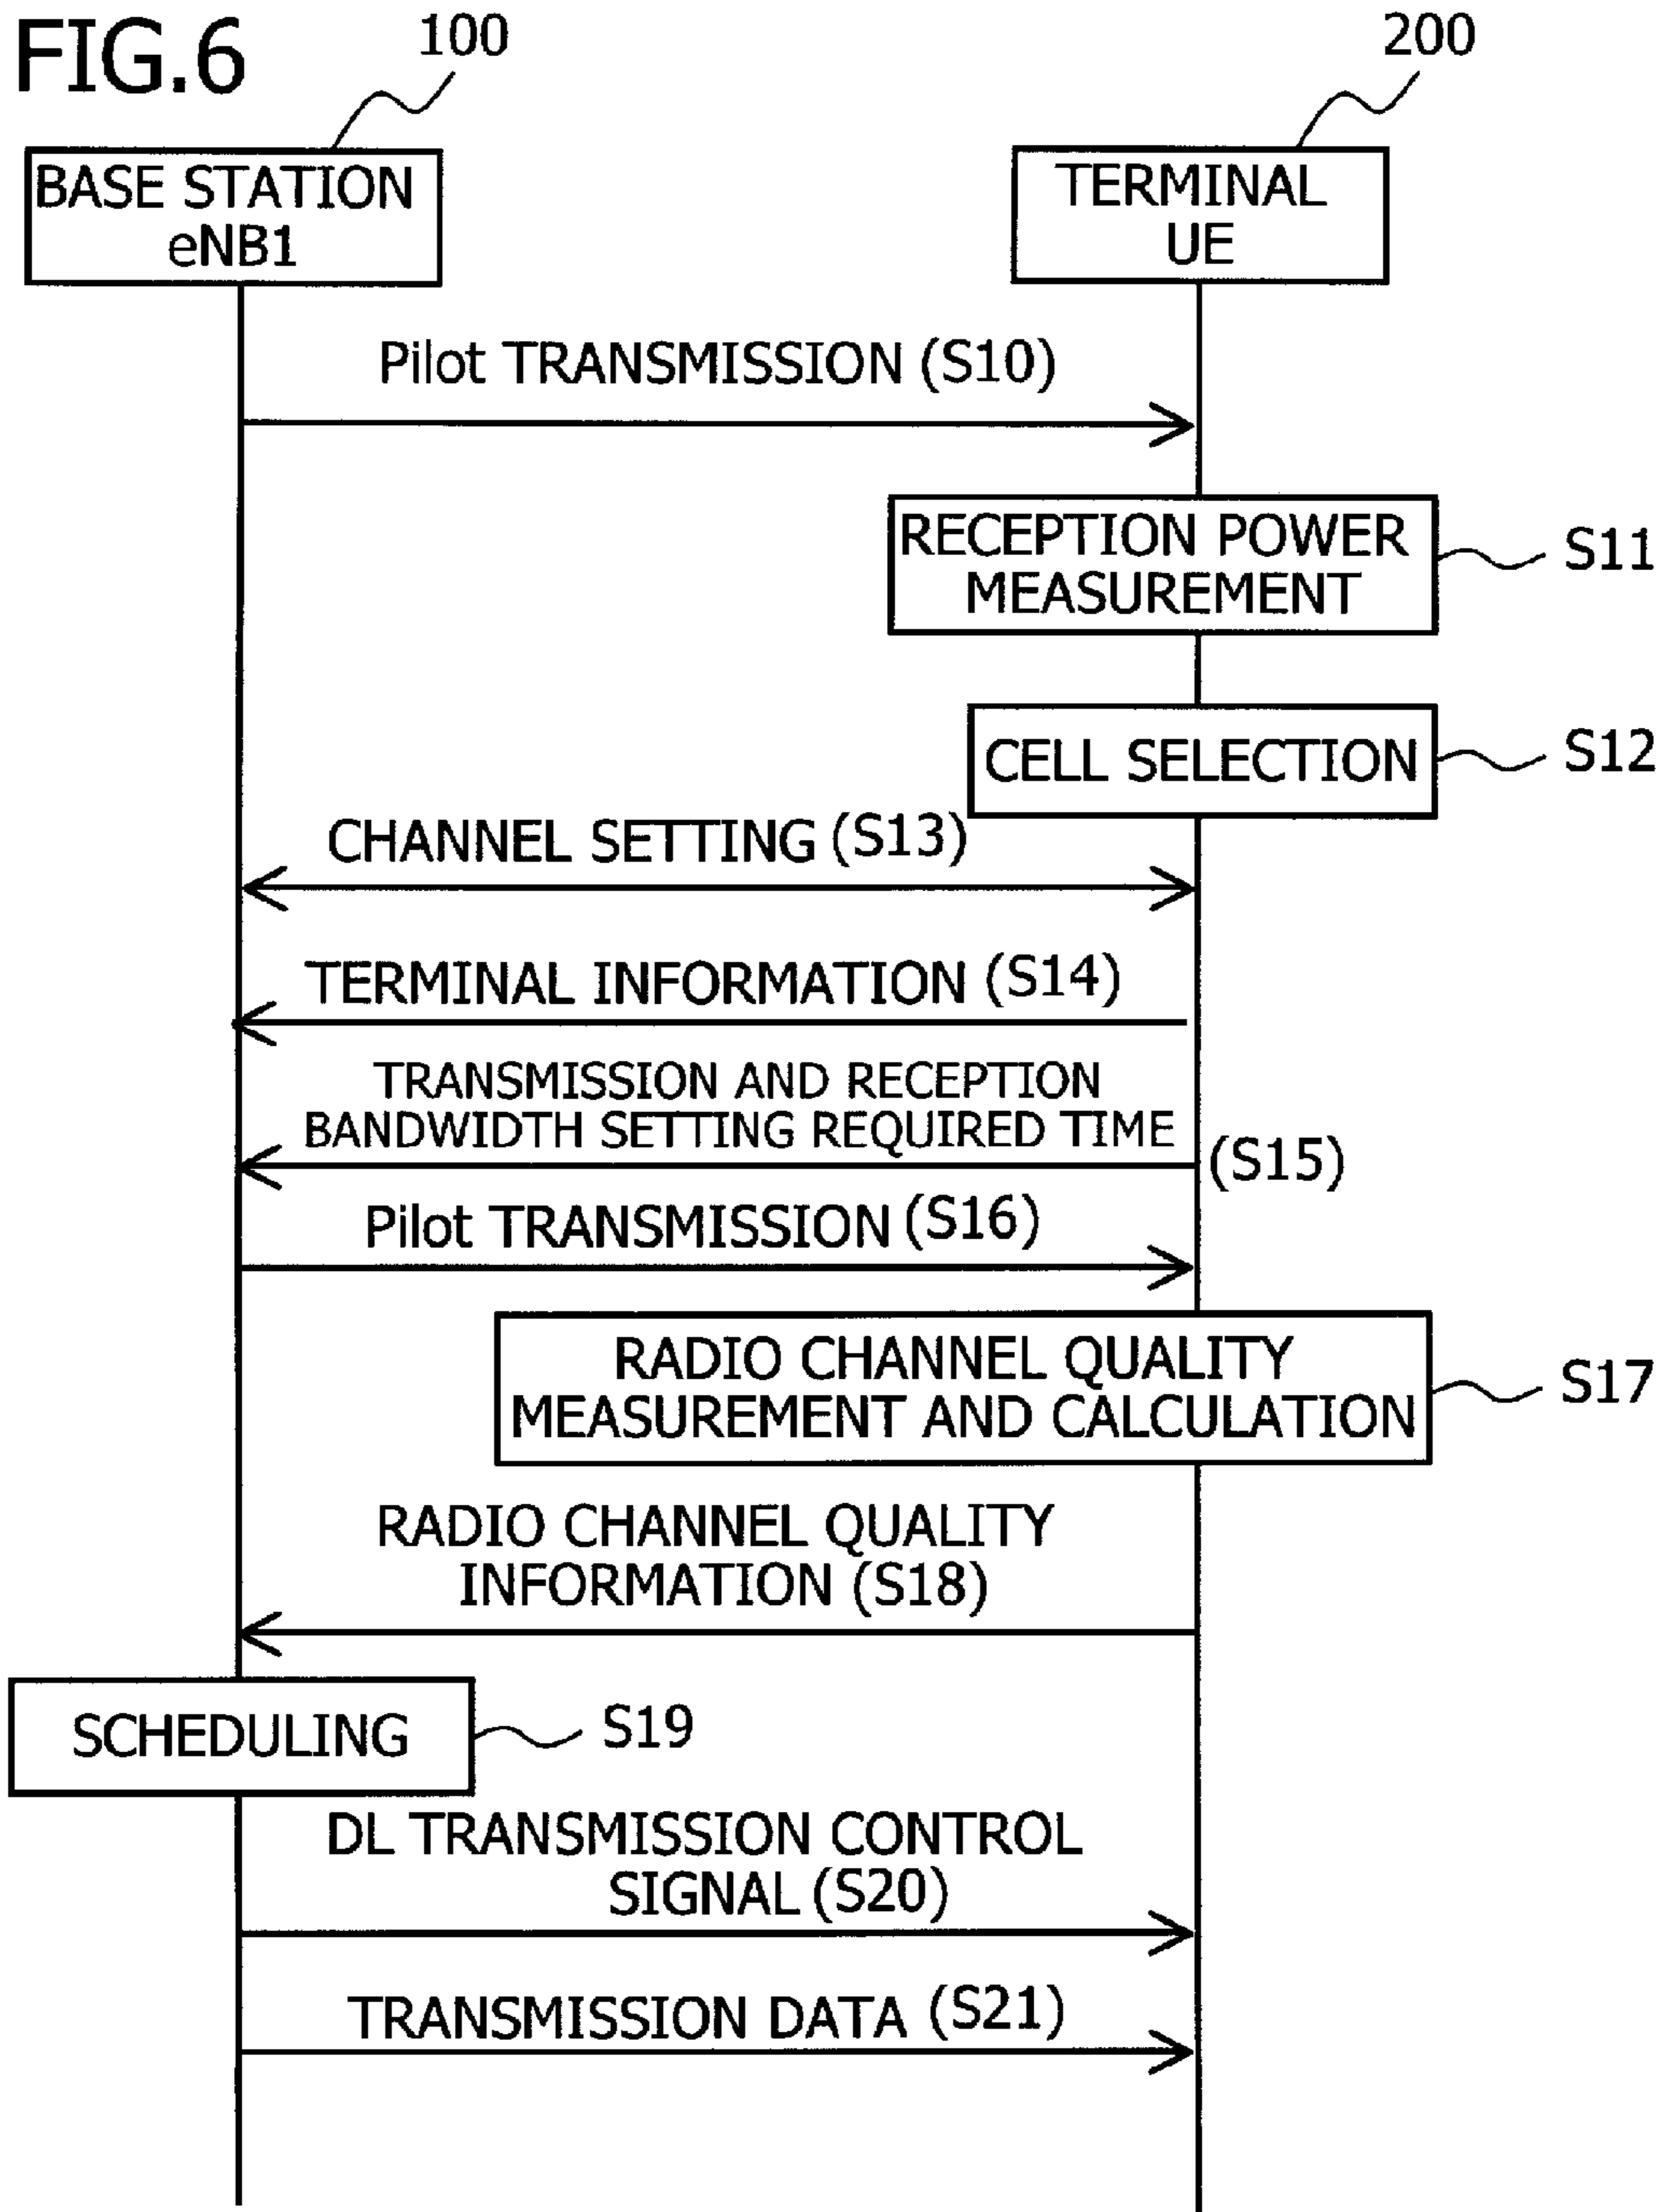 FIG.6
100
200
BASE STATION
eNB1
TERMINAL
UE
Pilot TRANSMISSION (S10)
RECEPTION POWER
MEASUREMENT
S11
CELL SELECTION
S12
CHANNEL SETTING (S13)
TERMINAL INFORMATION (S14)
TRANSMISSION AND RECEPTION
BANDWIDTH SETTING REQUIRED TIME
(S15)
Pilot TRANSMISSION (S16)
RADIO CHANNEL QUALITY
MEASUREMENT AND CALCULATION
S17
RADIO CHANNEL QUALITY
INFORMATION (S18)
SCHEDULING
S19
DL TRANSMISSION CONTROL
SIGNAL (S20)
TRANSMISSION DATA (S21)